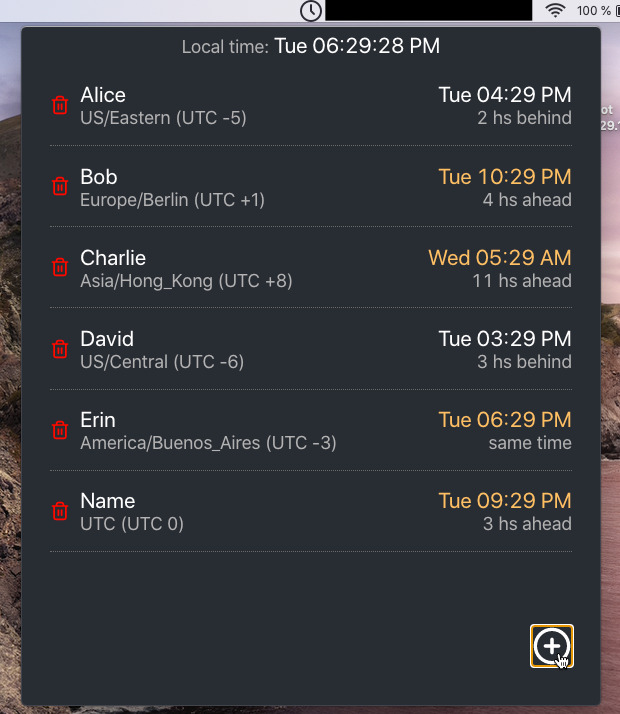 100 %
Local time: Tue 06:29:28 PM
Alice
Tue 04:29 PM
US/Eastern (UTC -5)
2 hs behind
Bob
Tue 10:29 PM
Europe/Berlin (UTC +1)
4 hs ahead
Charlie
Wed 05:29 AM
Asia/Hong_Kong (UTC +8)
11 hs ahead
David
Tue 03:29 PM
US/Central (UTC -6)
3 hs behind
Erin
Tue 06:29 PM
America/Buenos_Aires (UTC -3)
same time
Name
Tue 09:29 PM
UTC (UTC 0)
3 hs ahead